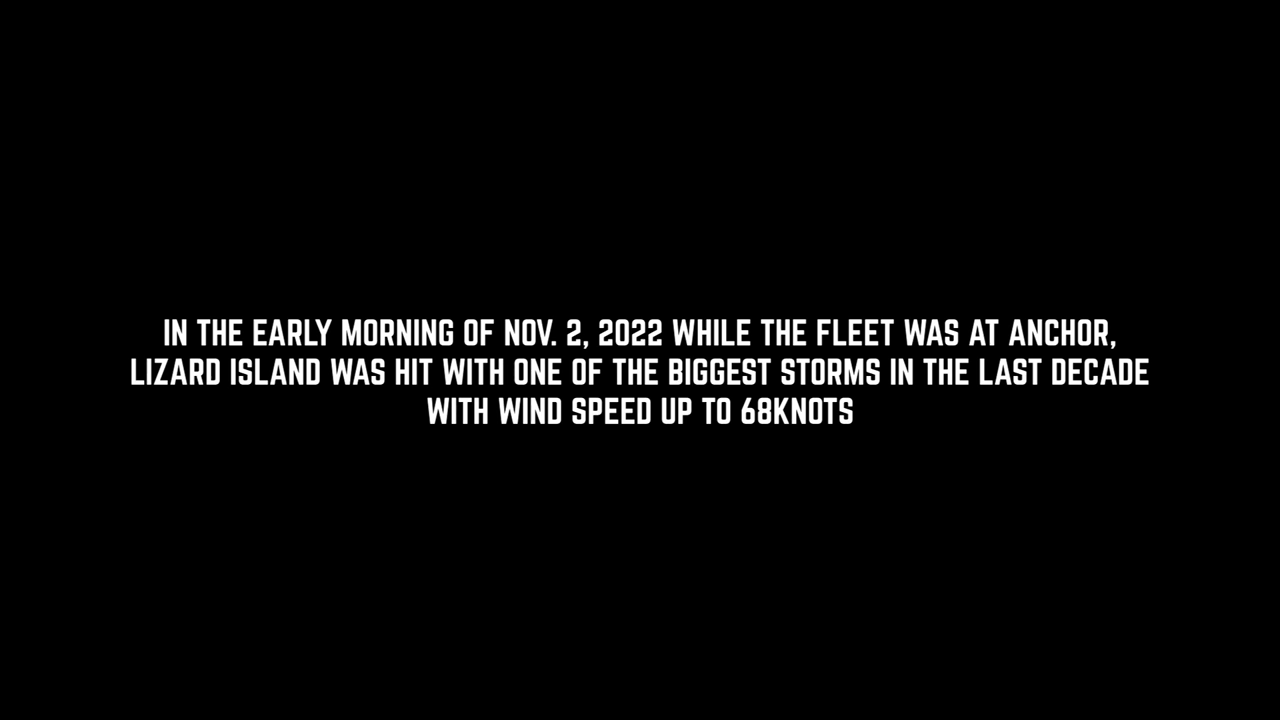 IN THE EARLY MORNING OF NOV. 2, 2022 WHILE THE FLEET WAS AT ANCHOR,
LIZARD ISLAND WAS HIT WITH ONE OF THE BIGGEST STORMS IN THE LAST DECADE
WITH WIND SPEED UP TO 68KNOTS